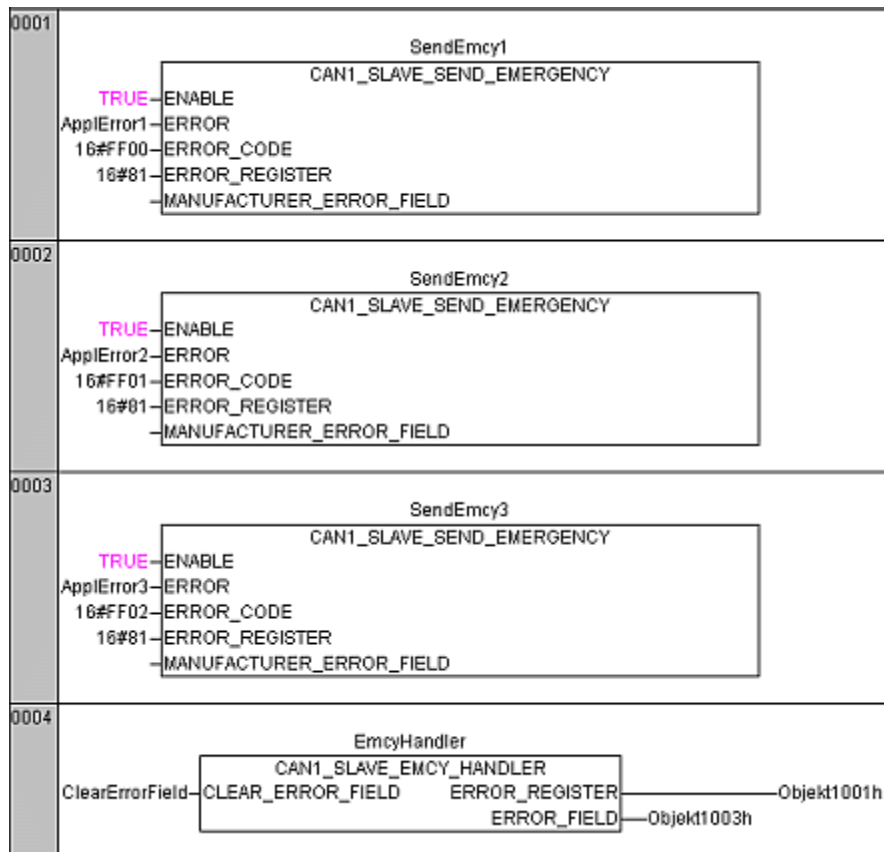 0001
SendEmcy1
CAN1_SLAVE_SEND_EMERGENCY
TRUE ENABLE
ApplError1 ERROR
16#FF00 ERROR_CODE
16#81 ERROR_REGISTER
MANUFACTURER_ERROR_FIELD
0002
SendEmcy2
CAN1_SLAVE_SEND_EMERGENCY
TRUE ENABLE
ApplError2 ERROR
16#FF01 ERROR_CODE
16#81 ERROR_REGISTER
MANUFACTURER_ERROR_FIELD
0003
SendEmcy3
CAN1_SLAVE_SEND_EMERGENCY
TRUE ENABLE
ApplError3 ERROR
16#FF02 ERROR_CODE
16#81 ERROR_REGISTER
MANUFACTURER_ERROR_FIELD
0004
EmcyHandler
CAN1_SLAVE_EMCY_HANDLER
ClearErrorField CLEAR_ERROR_FIELD ERROR_REGISTER Objekt1001h
ERROR_FIELD Objekt1003h